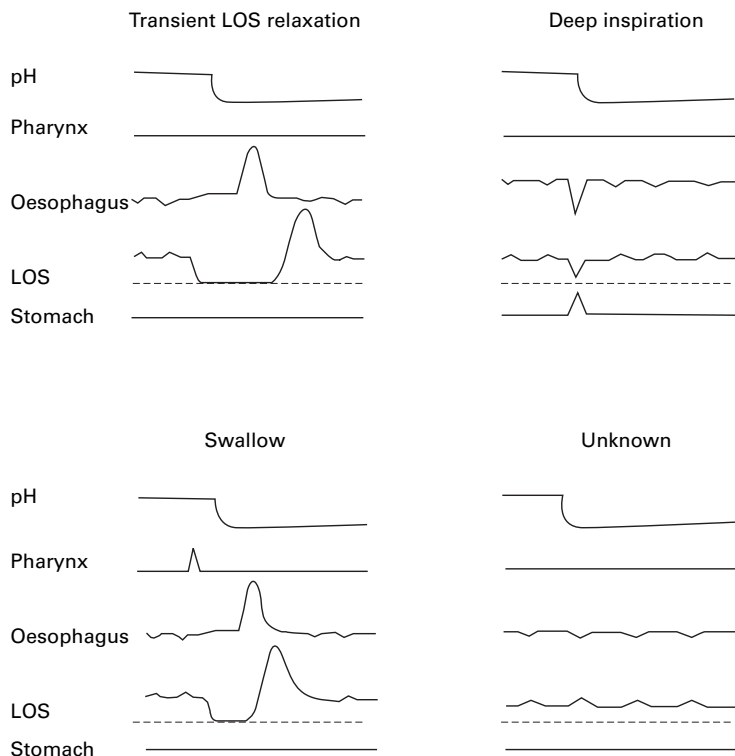 Transient LOS relaxation
Deep inspiration
pH
Pharynx
Oesophagus
LOS
Stomach
Swallow
Unknown
pH
Pharynx
Oesophagus
LOS
Stomach